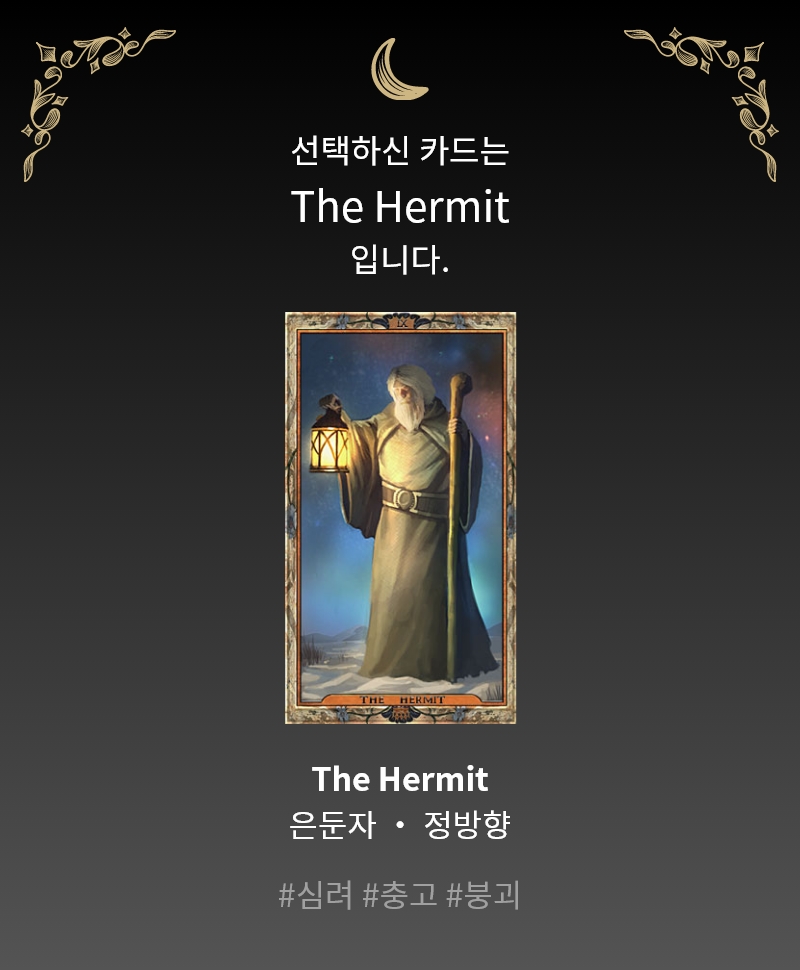 선택하신 카드는
The Hermit
입니다.
IX
THE HERMIT
The Hermit
은둔자 • 정방향
#심려 #충고 #붕괴